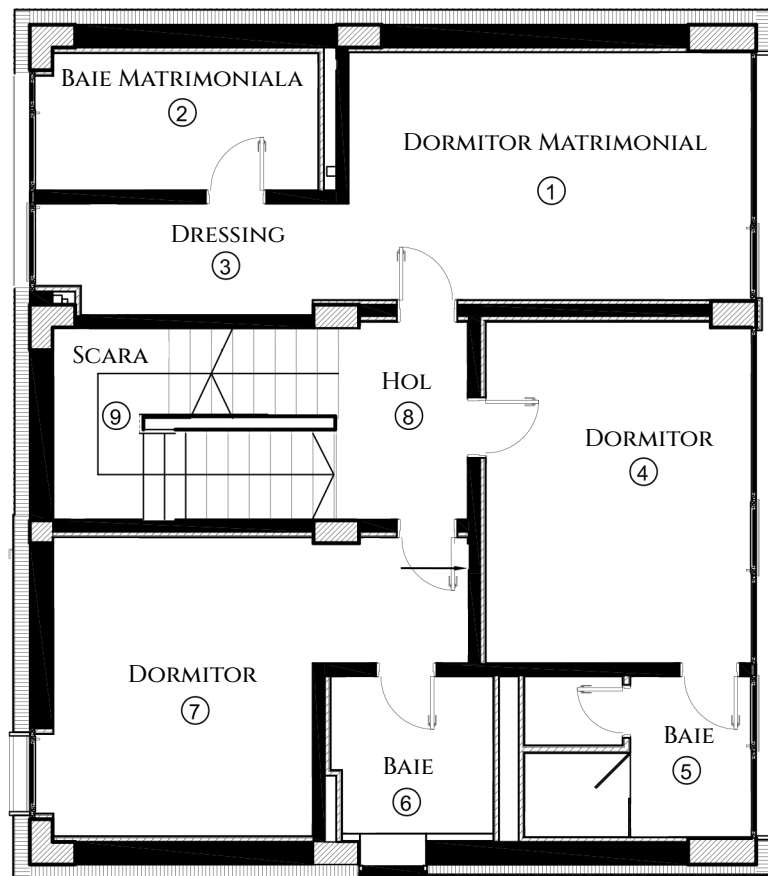 Baie Matrimoniala
2
Dormitor Matrimonial
1
Dressing
3
Scara
9
Hol
8
Dormitor
4
Dormitor
7
Baie
6
Baie
5